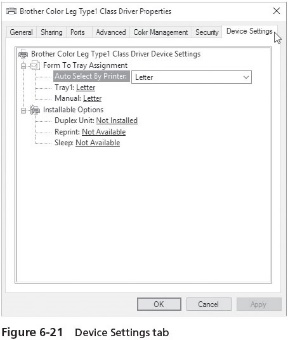 Brother Color Leg Type1 Class Driver Properties
General Sharing Ports Advanced Color Management Security Device Settings
Brother Color Leg Type1 Class Driver Device Settings
Form To Tray Assignment
Auto Select By Printer: Letter
Tray1: Letter
Manual: Letter
Installable Options
Duplex Unit: Not Installed
Reprint: Not Available
Sleep: Not Available
OK Cancel Apply
Figure 6-21 Device Settings tab